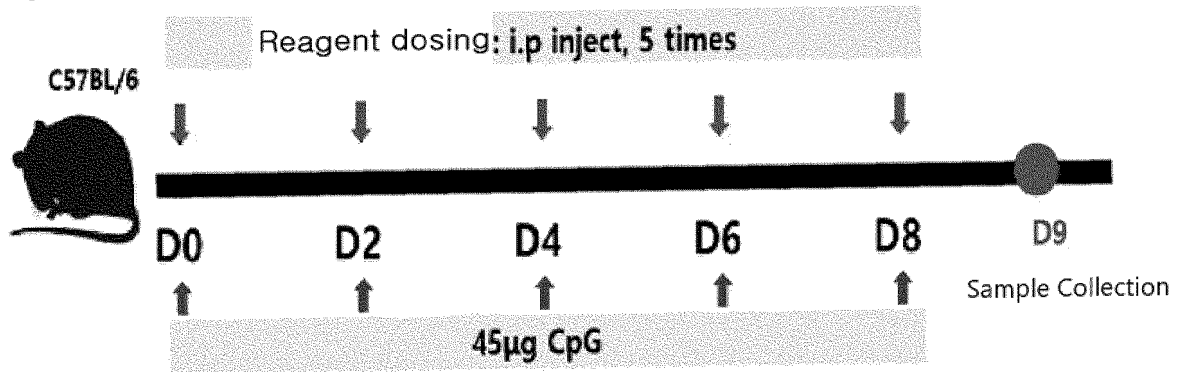 Reagent dosing: i.p inject, 5 times
C57BL/6
D0 D2 D4 D6 D8 D9
Sample Collection
45μg CpG